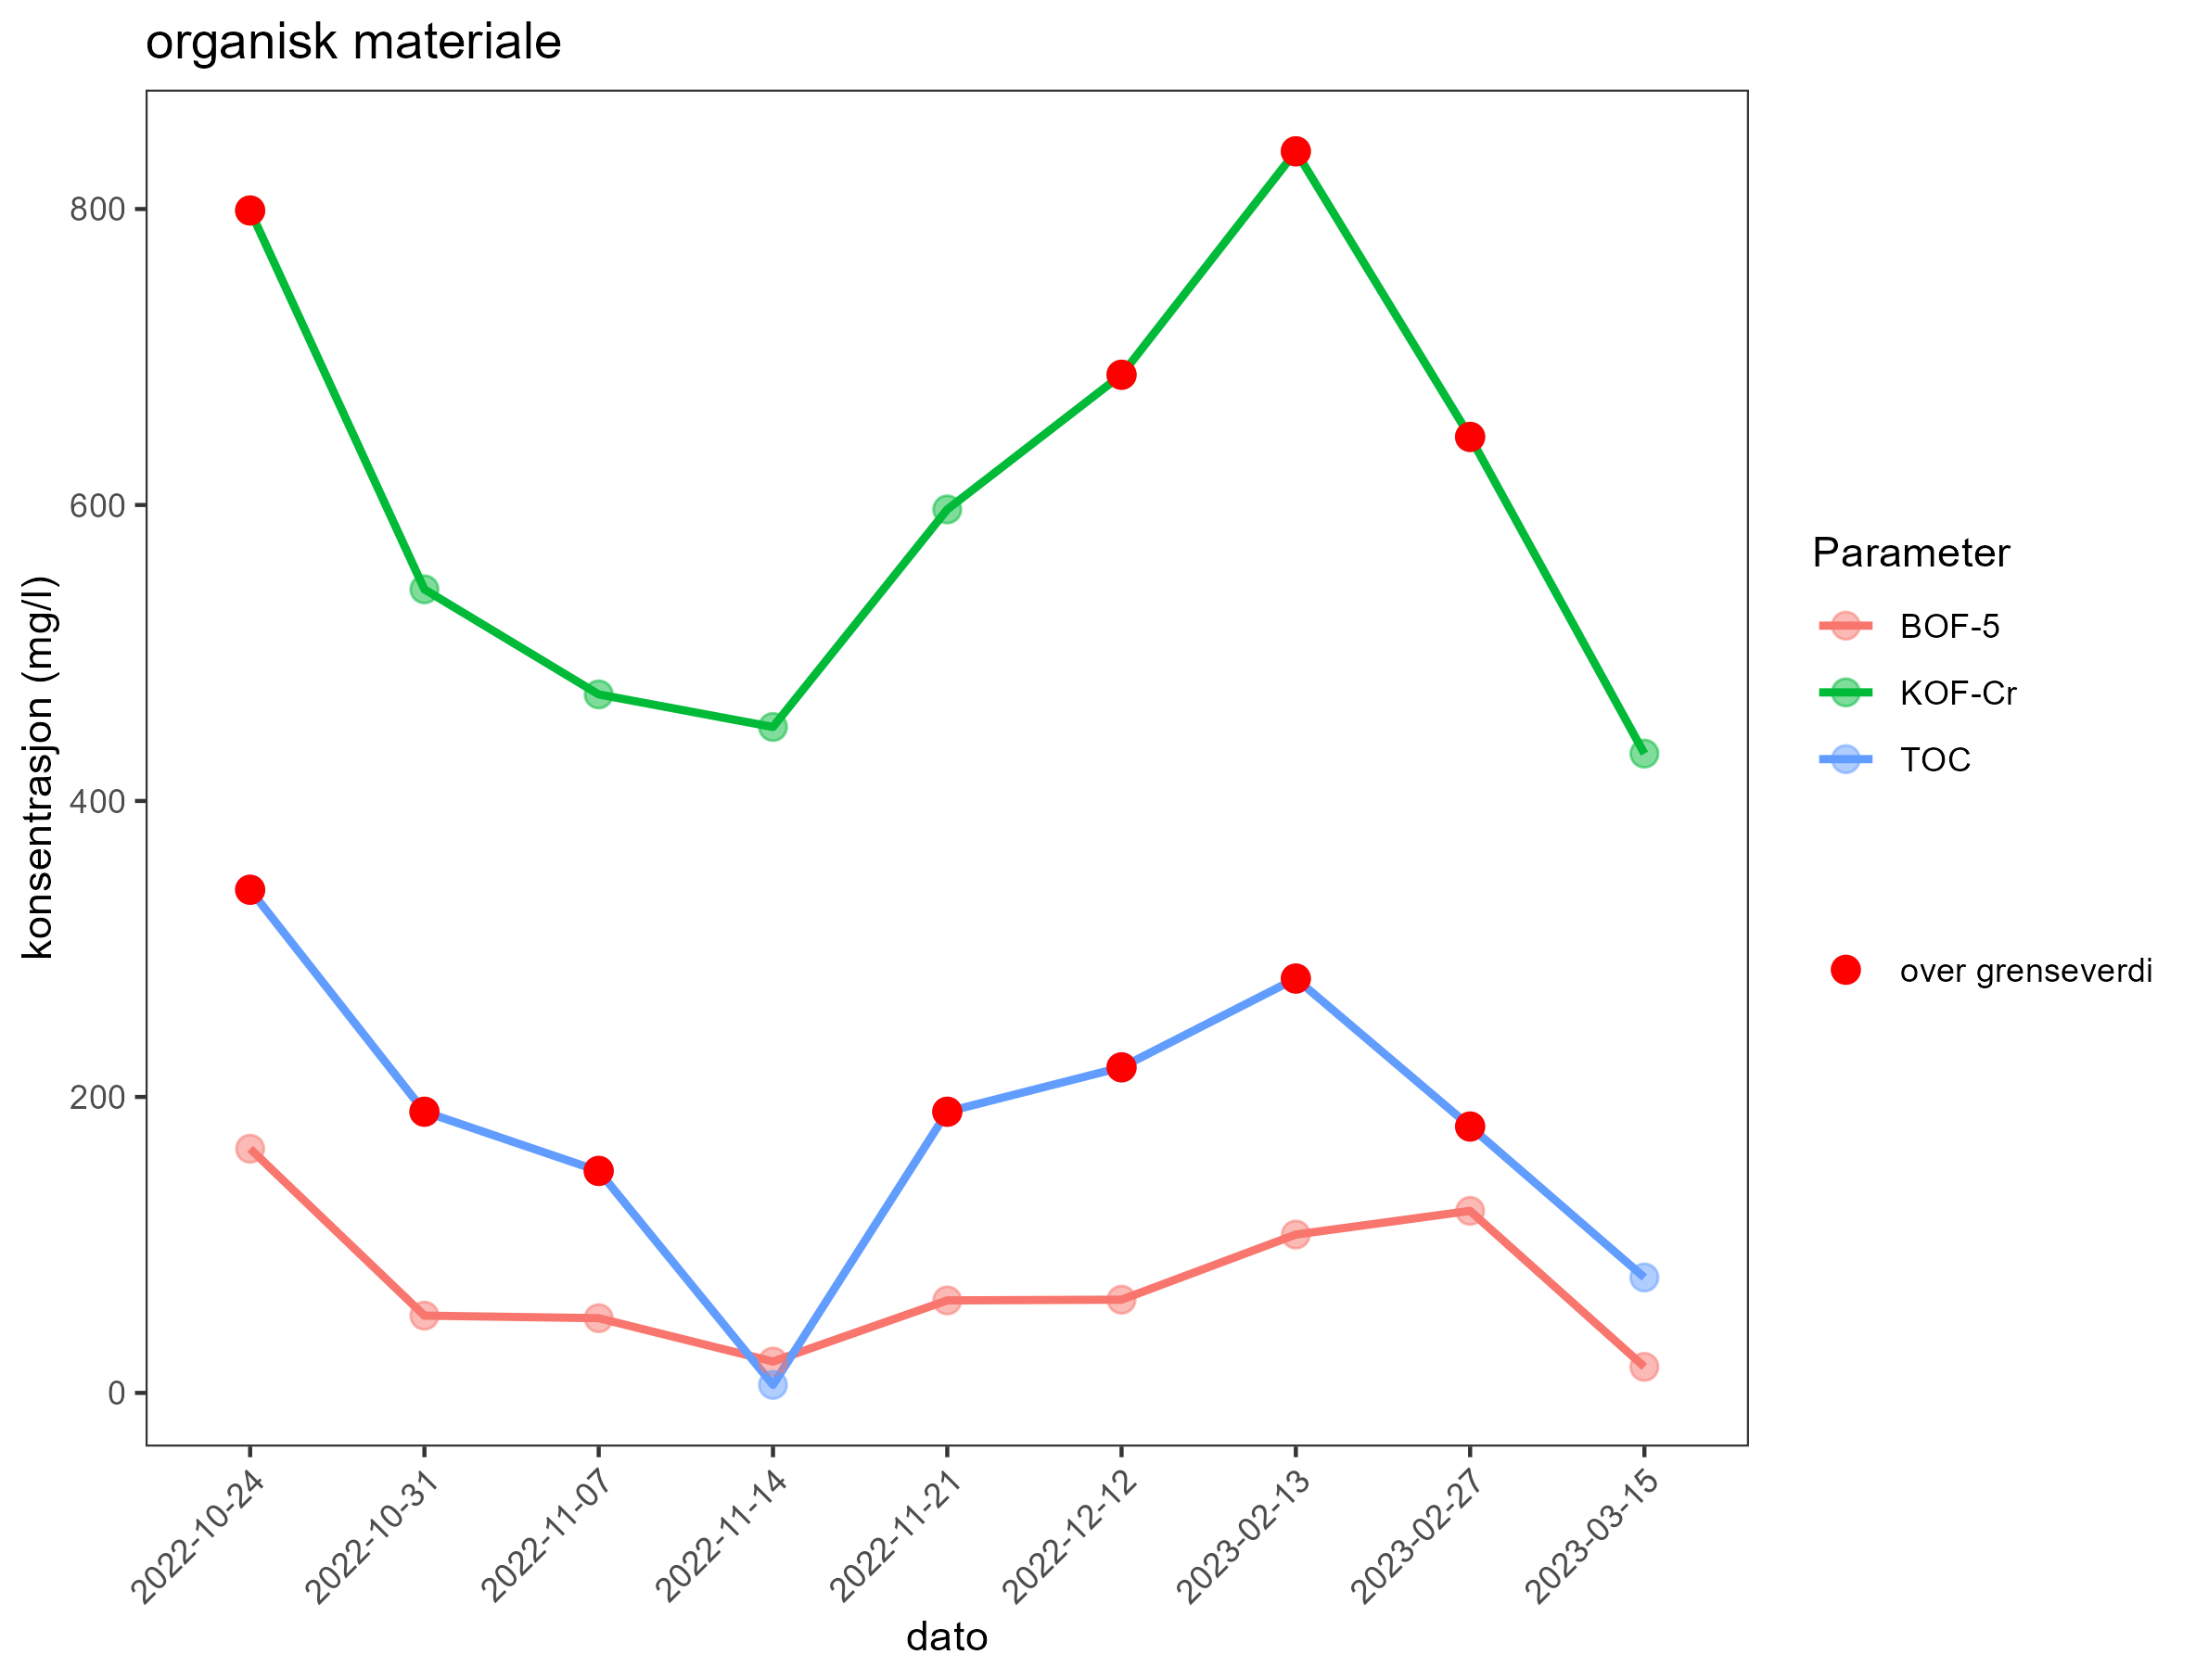 organisk materiale
konsentrasjon (mg/l)
800
600
400
200
0
2022-10-24
2022-10-31
2022-11-07
2022-11-14
2022-11-21
2022-12-12
2023-02-13
2023-02-27
2023-03-15
dato
Parameter
BOF-5
KOF-Cr
TOC
over grenseverdi